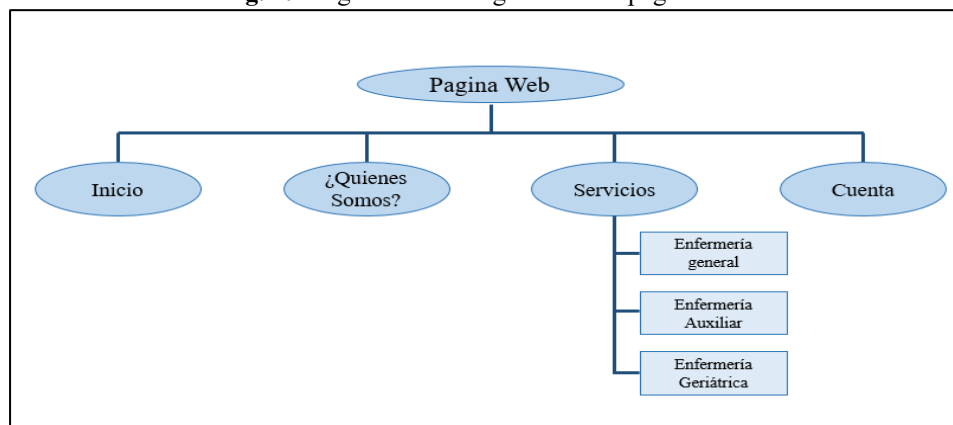 Pagina Web
Inicio
¿Quienes
Somos?
Servicios
Cuenta
Enfermería
general
Enfermería
Auxiliar
Enfermería
Geriátrica